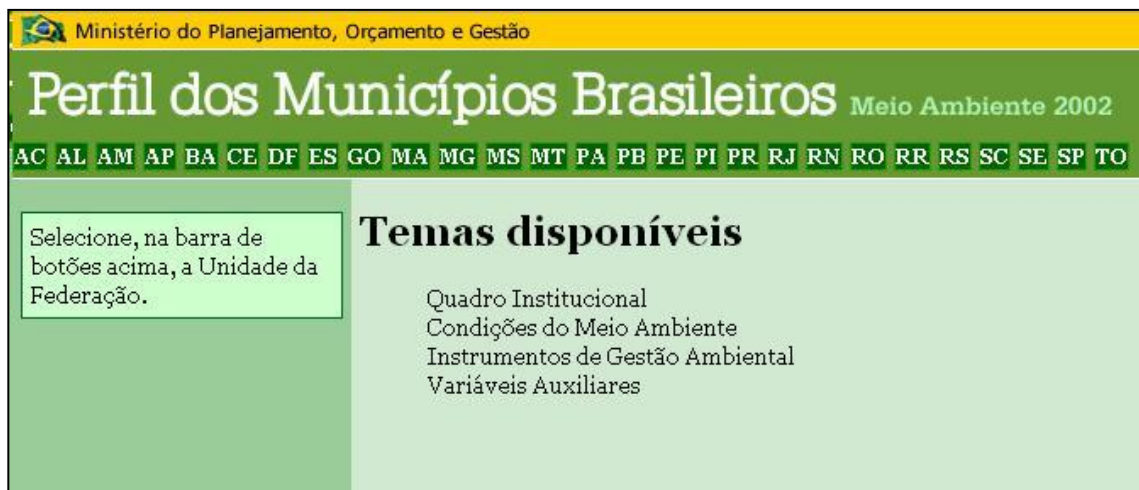 Ministério do Planejamento, Orçamento e Gestão
Perfil dos Municípios Brasileiros Meio Ambiente 2002
AC AL AM AP BA CE DF ES GO MA MG MS MT PA PB PE PI PR RJ RN RO RR RS SC SE SP TO
Selecione, na barra de
botões acima, a Unidade da
Federação.
Temas disponíveis
Quadro Institucional
Condições do Meio Ambiente
Instrumentos de Gestão Ambiental
Variáveis Auxiliares